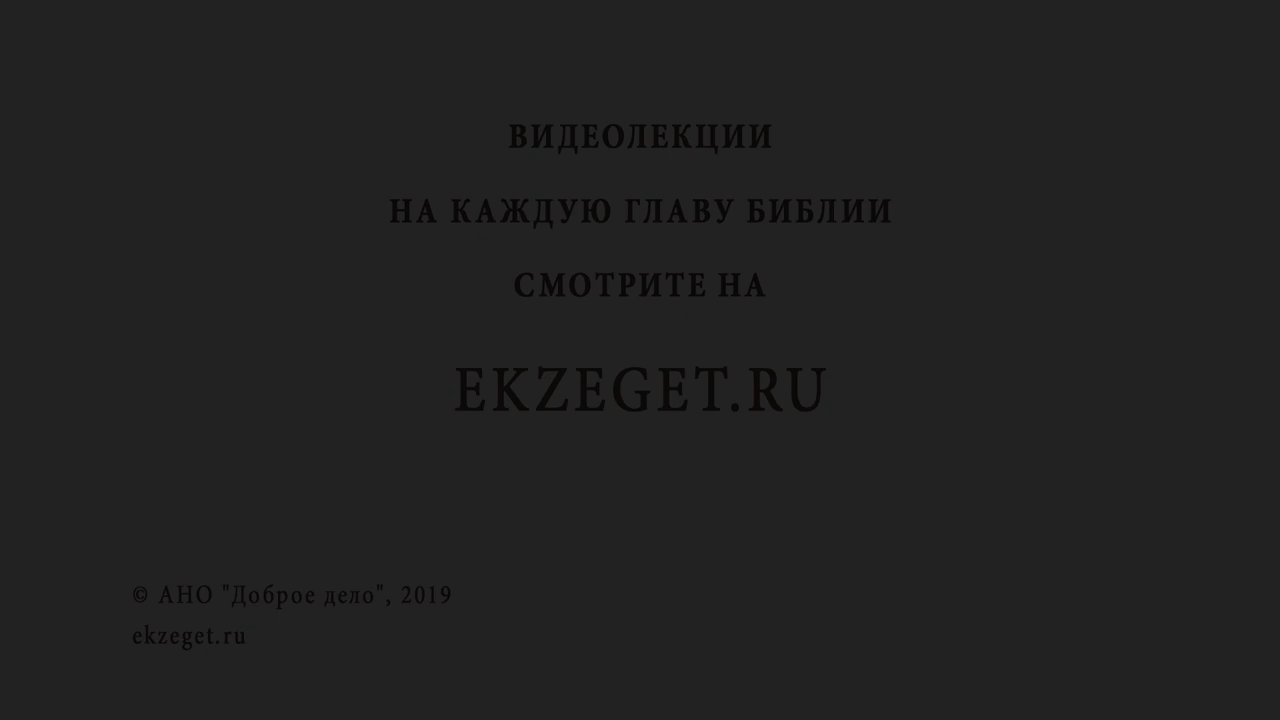 ВИДЕОЛЕКЦИИ
НА КАЖДУЮ ГЛАВУ БИБЛИИ
СМОТРИТЕ НА
EKZEGET.RU
© АНО "Доброе дело", 2019
ekzeget.ru